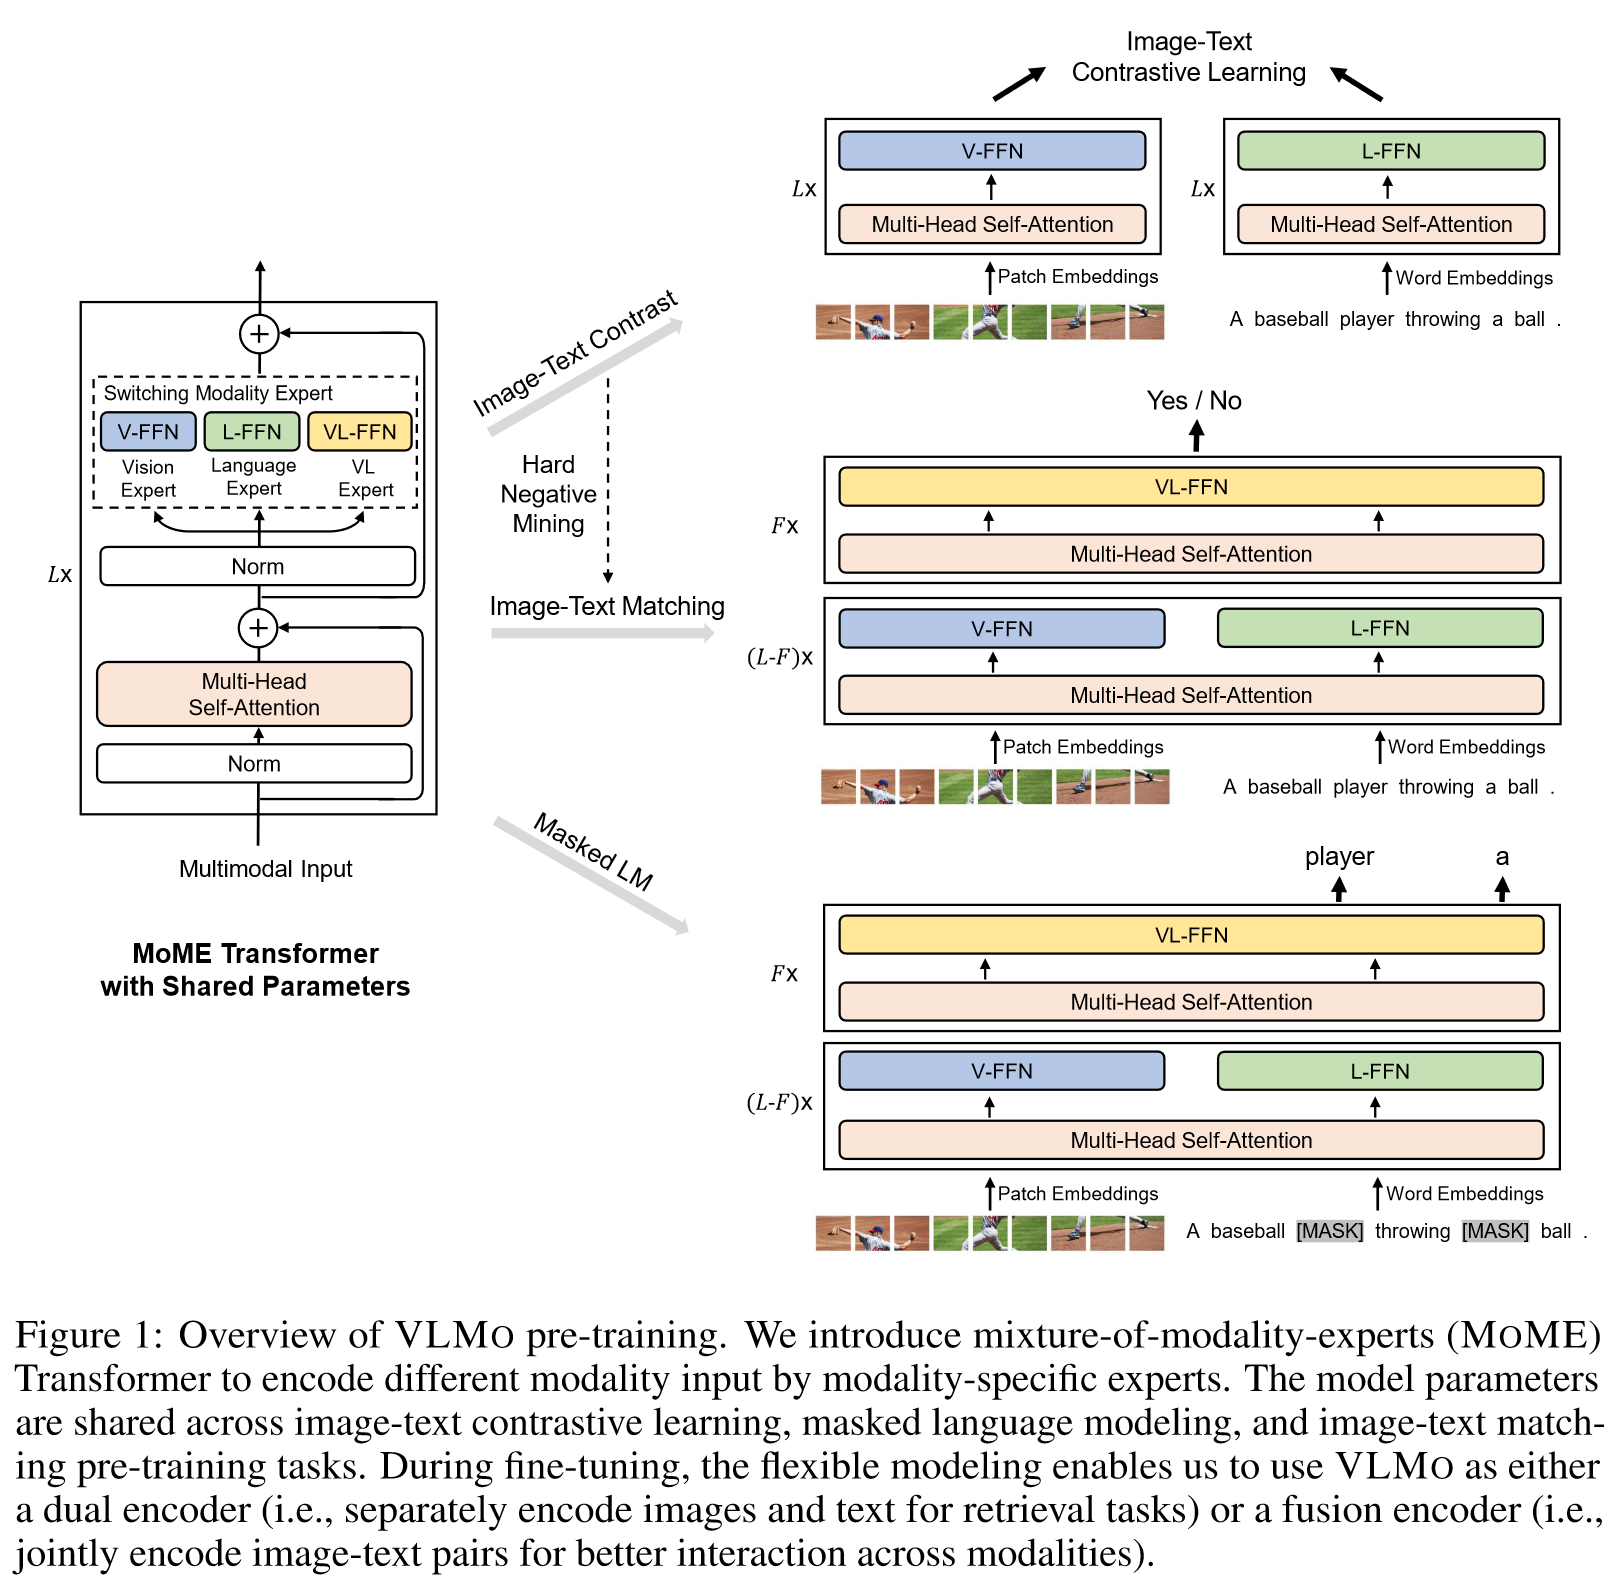 Image-Text
Contrastive Learning
V-FFN
L-FFN
Lx
Lx
Multi-Head Self-Attention
Multi-Head Self-Attention
Patch Embeddings
Word Embeddings
A baseball player throwing a ball .
+
Switching Modality Expert
V-FFN
L-FFN
VL-FFN
Vision
Expert
Language
Expert
VL
Expert
Norm
Lx
+
Multi-Head
Self-Attention
Norm
Multimodal Input
MoME Transformer
with Shared Parameters
Image-Text Contrast
Hard
Negative
Mining
Image-Text Matching
Masked LM
Yes / No
VL-FFN
Fx
Multi-Head Self-Attention
V-FFN
L-FFN
(L-F)x
Multi-Head Self-Attention
Patch Embeddings
Word Embeddings
A baseball player throwing a ball .
player
a
VL-FFN
Fx
Multi-Head Self-Attention
V-FFN
L-FFN
(L-F)x
Multi-Head Self-Attention
Patch Embeddings
Word Embeddings
A baseball [MASK] throwing [MASK] ball .
Figure 1: Overview of VLMO pre-training. We introduce mixture-of-modality-experts (MOME)
Transformer to encode different modality input by modality-specific experts. The model parameters
are shared across image-text contrastive learning, masked language modeling, and image-text match-
ing pre-training tasks. During fine-tuning, the flexible modeling enables us to use VLMO as either
a dual encoder (i.e., separately encode images and text for retrieval tasks) or a fusion encoder (i.e.,
jointly encode image-text pairs for better interaction across modalities).